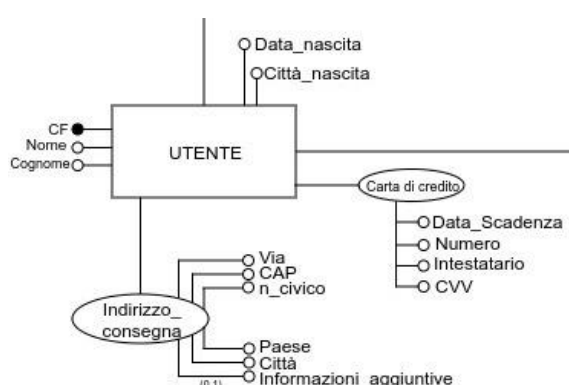 Data_nascita
Città_nascita
CF
Nome
Cognome
UTENTE
Carta di credito
Data_Scadenza
Numero
Intestatario
CVV
Via
CAP
n_civico
Indirizzo_
consegna
Paese
Città
(0,1)
Informazioni_aggiuntive